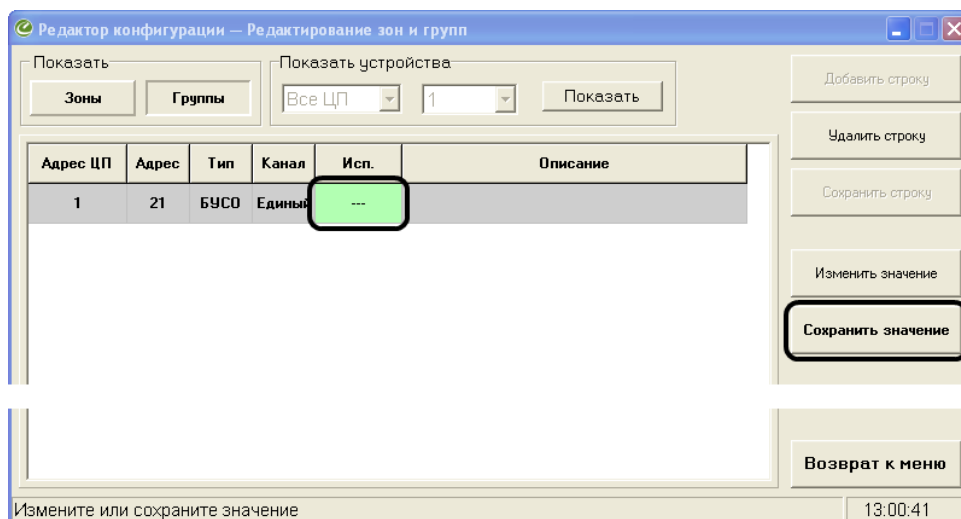 Редактор конфигурации — Редактирование зон и групп
Показать
Показать устройства
Зоны
Группы
Все ЦП
1
Показать
Добавить строку
Удалить строку
Сохранить строку
Изменить значение
Сохранить значение
Адрес ЦП Адрес Тип Канал Исп. Описание
1 21 БУСО Единый ---
Возврат к меню
Измените или сохраните значение
13:00:41